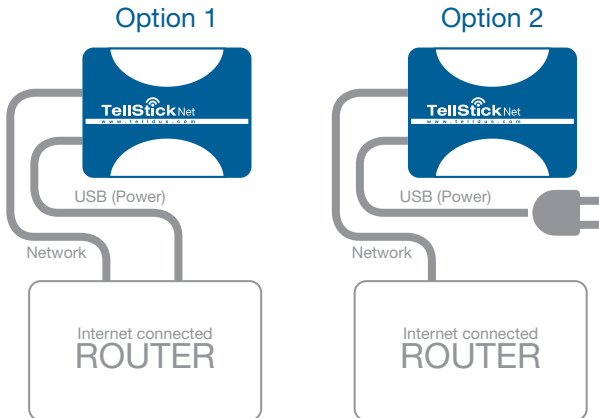 Option 1
TellStick Net
www.telldus.com
USB (Power)
Network
Internet connected
ROUTER
Option 2
TellStick Net
www.telldus.com
USB (Power)
Network
Internet connected
ROUTER